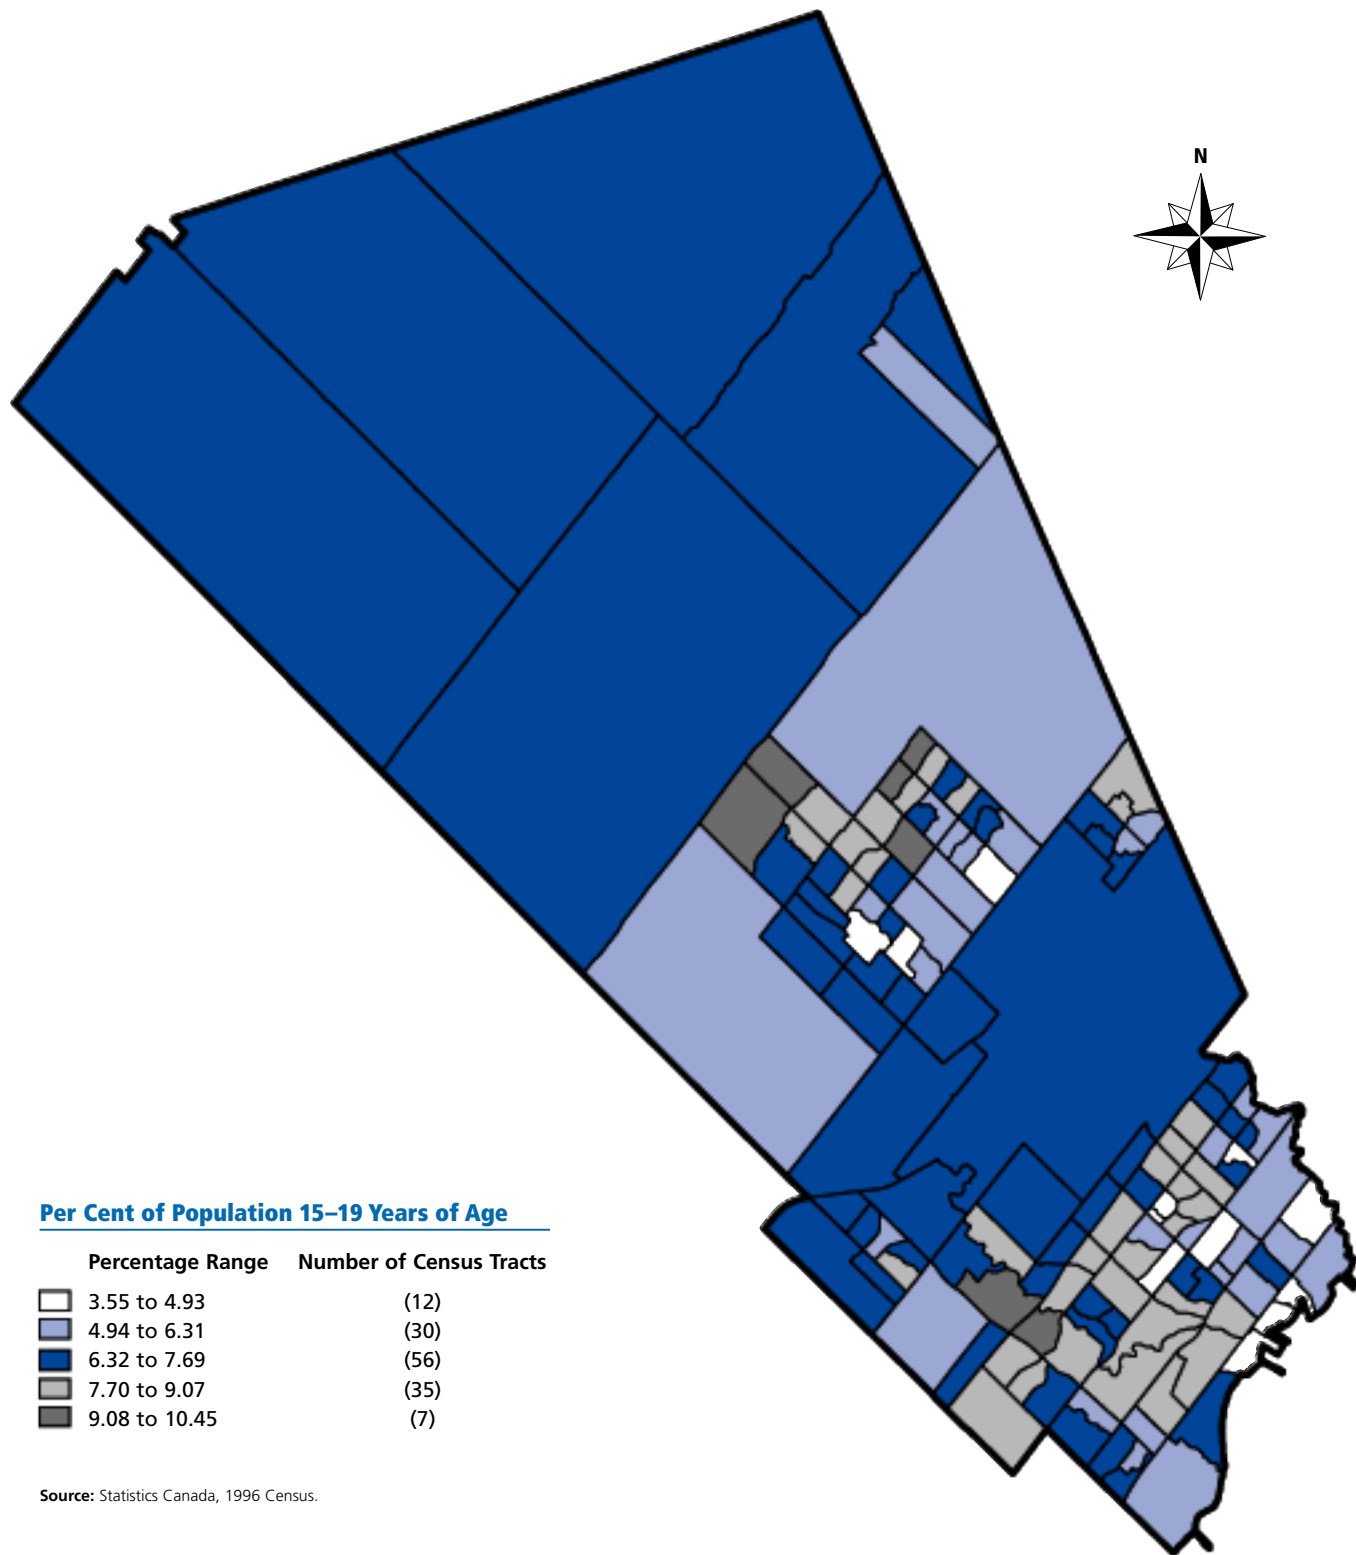 N
Per Cent of Population 15–19 Years of Age
Percentage Range Number of Census Tracts
3.55 to 4.93 (12)
4.94 to 6.31 (30)
6.32 to 7.69 (56)
7.70 to 9.07 (35)
9.08 to 10.45 (7)
Source: Statistics Canada, 1996 Census.